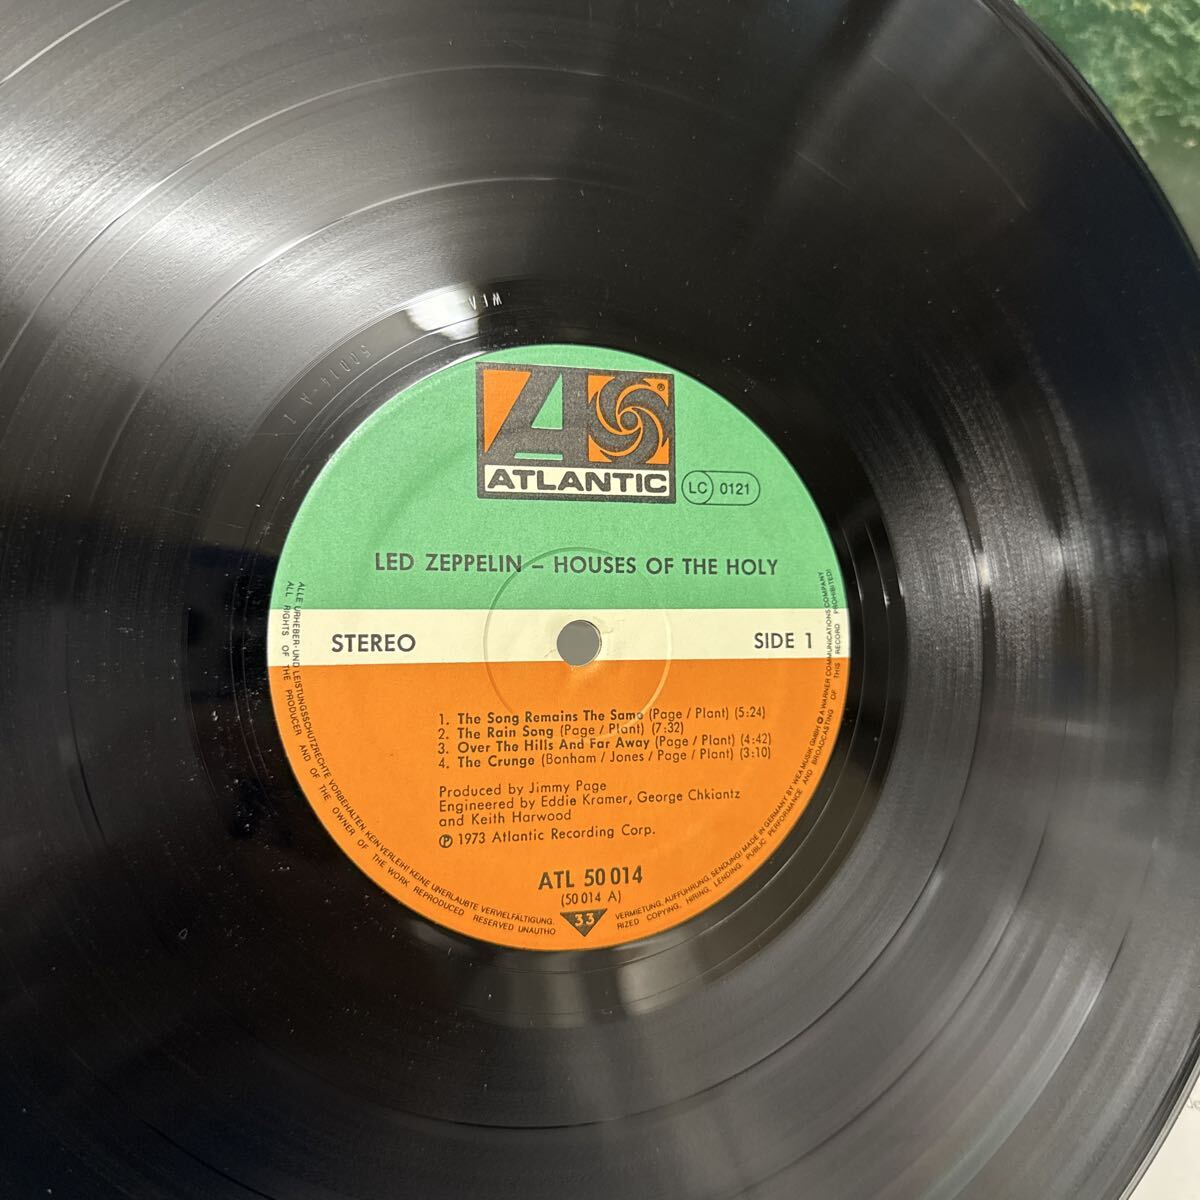 WEA
50014-A 1
ATLANTIC
®
LC 0121
LED ZEPPELIN – HOUSES OF THE HOLY
STEREO
SIDE 1
1. The Song Remains The Same (Page / Plant) (5:24)
2. The Rain Song (Page / Plant) (7:32)
3. Over The Hills And Far Away (Page / Plant) (4:42)
4. The Crunge (Bonham / Jones / Page / Plant) (3:10)
Produced by Jimmy Page
Engineered by Eddie Kramer, George Chkiantz
and Keith Harwood
℗ 1973 Atlantic Recording Corp.
ATL 50 014
(50 014 A)
33
ALLE URHEBER- UND LEISTUNGSSCHUTZRECHTE VORBEHALTEN. KEIN VERLEIH! KEINE UNERLAUBTE VERVIELFÄLTIGUNG,
VERMIETUNG, AUFFÜHRUNG, SENDUNG! MADE IN GERMANY BY WEA MUSIK GMBH A WARNER COMMUNICATIONS COMPANY
ALL RIGHTS OF THE PRODUCER AND OF THE OWNER OF THE WORK REPRODUCED RESERVED UNAUTHO
RIZED COPYING, HIRING, LENDING, PUBLIC PERFORMANCE AND BROADCASTING OF THIS RECORD PROHIBITED!